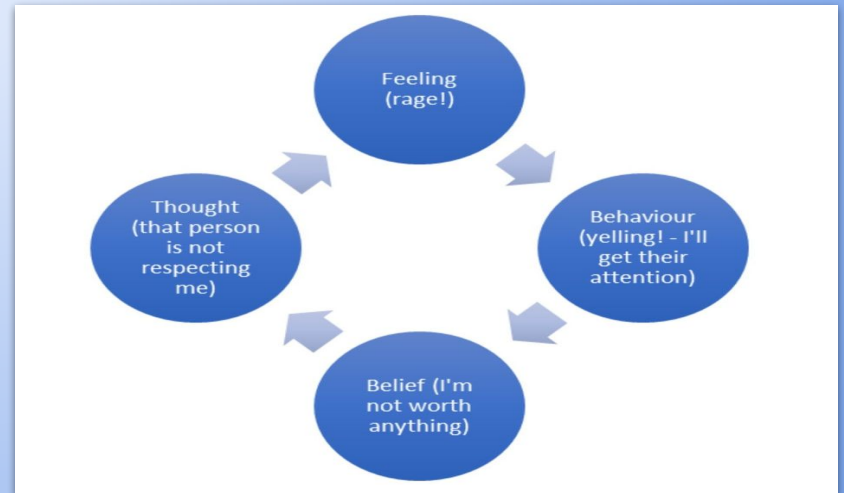 Feeling
(rage!)
Behaviour
(yelling! - I'll
get their
attention)
Belief (I'm
not worth
anything)
Thought
(that person
is not
respecting
me)